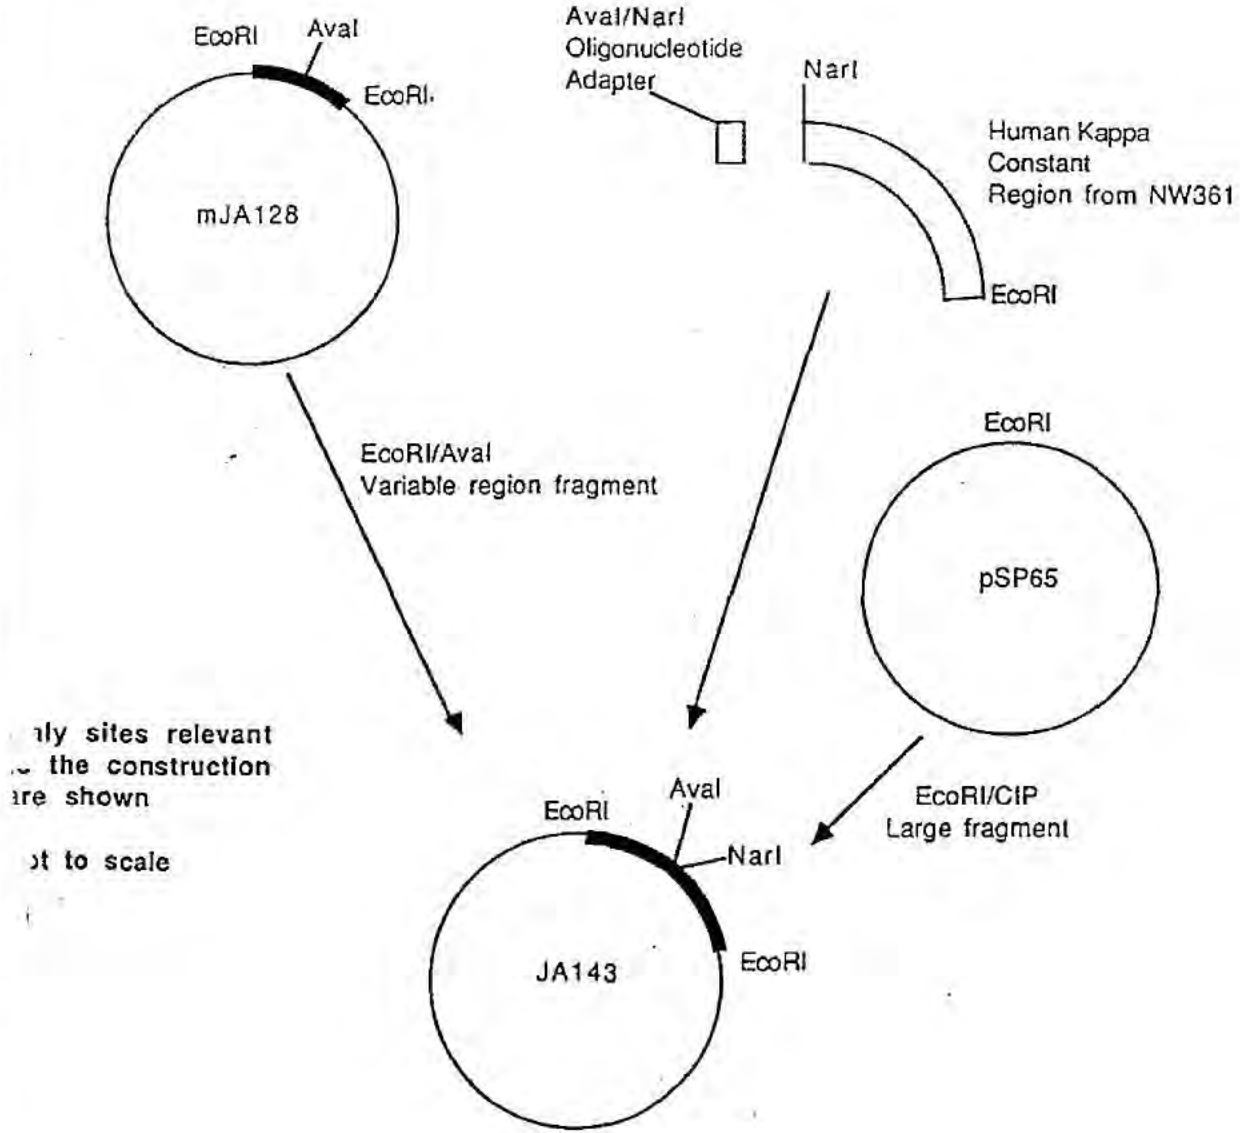 EcoRI
AvaI
EcoRI.
mJA128
AvaI/NarI
Oligonucleotide
Adapter
NarI
Human Kappa
Constant
Region from NW361
EcoRI
EcoRI/AvaI
Variable region fragment
EcoRI
pSP65
sites relevant
the construction
are shown
to scale
EcoRI/CIP
Large fragment
EcoRI
AvaI
NarI
EcoRI
JA143